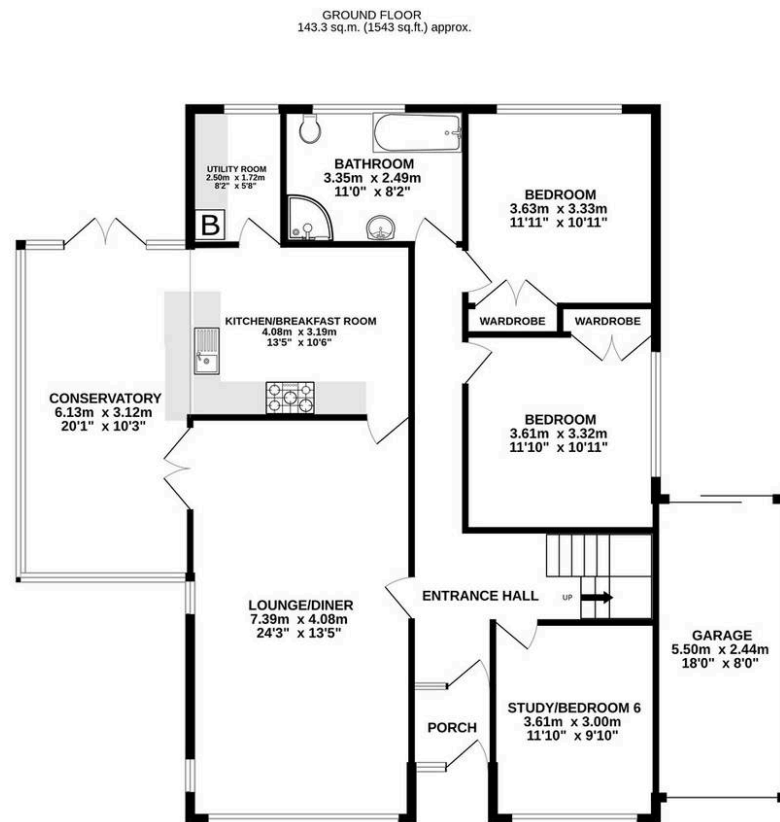 GROUND FLOOR
143.3 sq.m. (1543 sq.ft.) approx.
UTILITY ROOM
2.50m x 1.72m
8'2" x 5'8"
B
BATHROOM
3.35m x 2.49m
11'0" x 8'2"
BEDROOM
3.63m x 3.33m
11'11" x 10'11"
WARDROBE
WARDROBE
KITCHEN/BREAKFAST ROOM
4.08m x 3.19m
13'5" x 10'6"
CONSERVATORY
6.13m x 3.12m
20'1" x 10'3"
BEDROOM
3.61m x 3.32m
11'10" x 10'11"
LOUNGE/DINER
7.39m x 4.08m
24'3" x 13'5"
ENTRANCE HALL
UP
GARAGE
5.50m x 2.44m
18'0" x 8'0"
PORCH
STUDY/BEDROOM 6
3.61m x 3.00m
11'10" x 9'10"